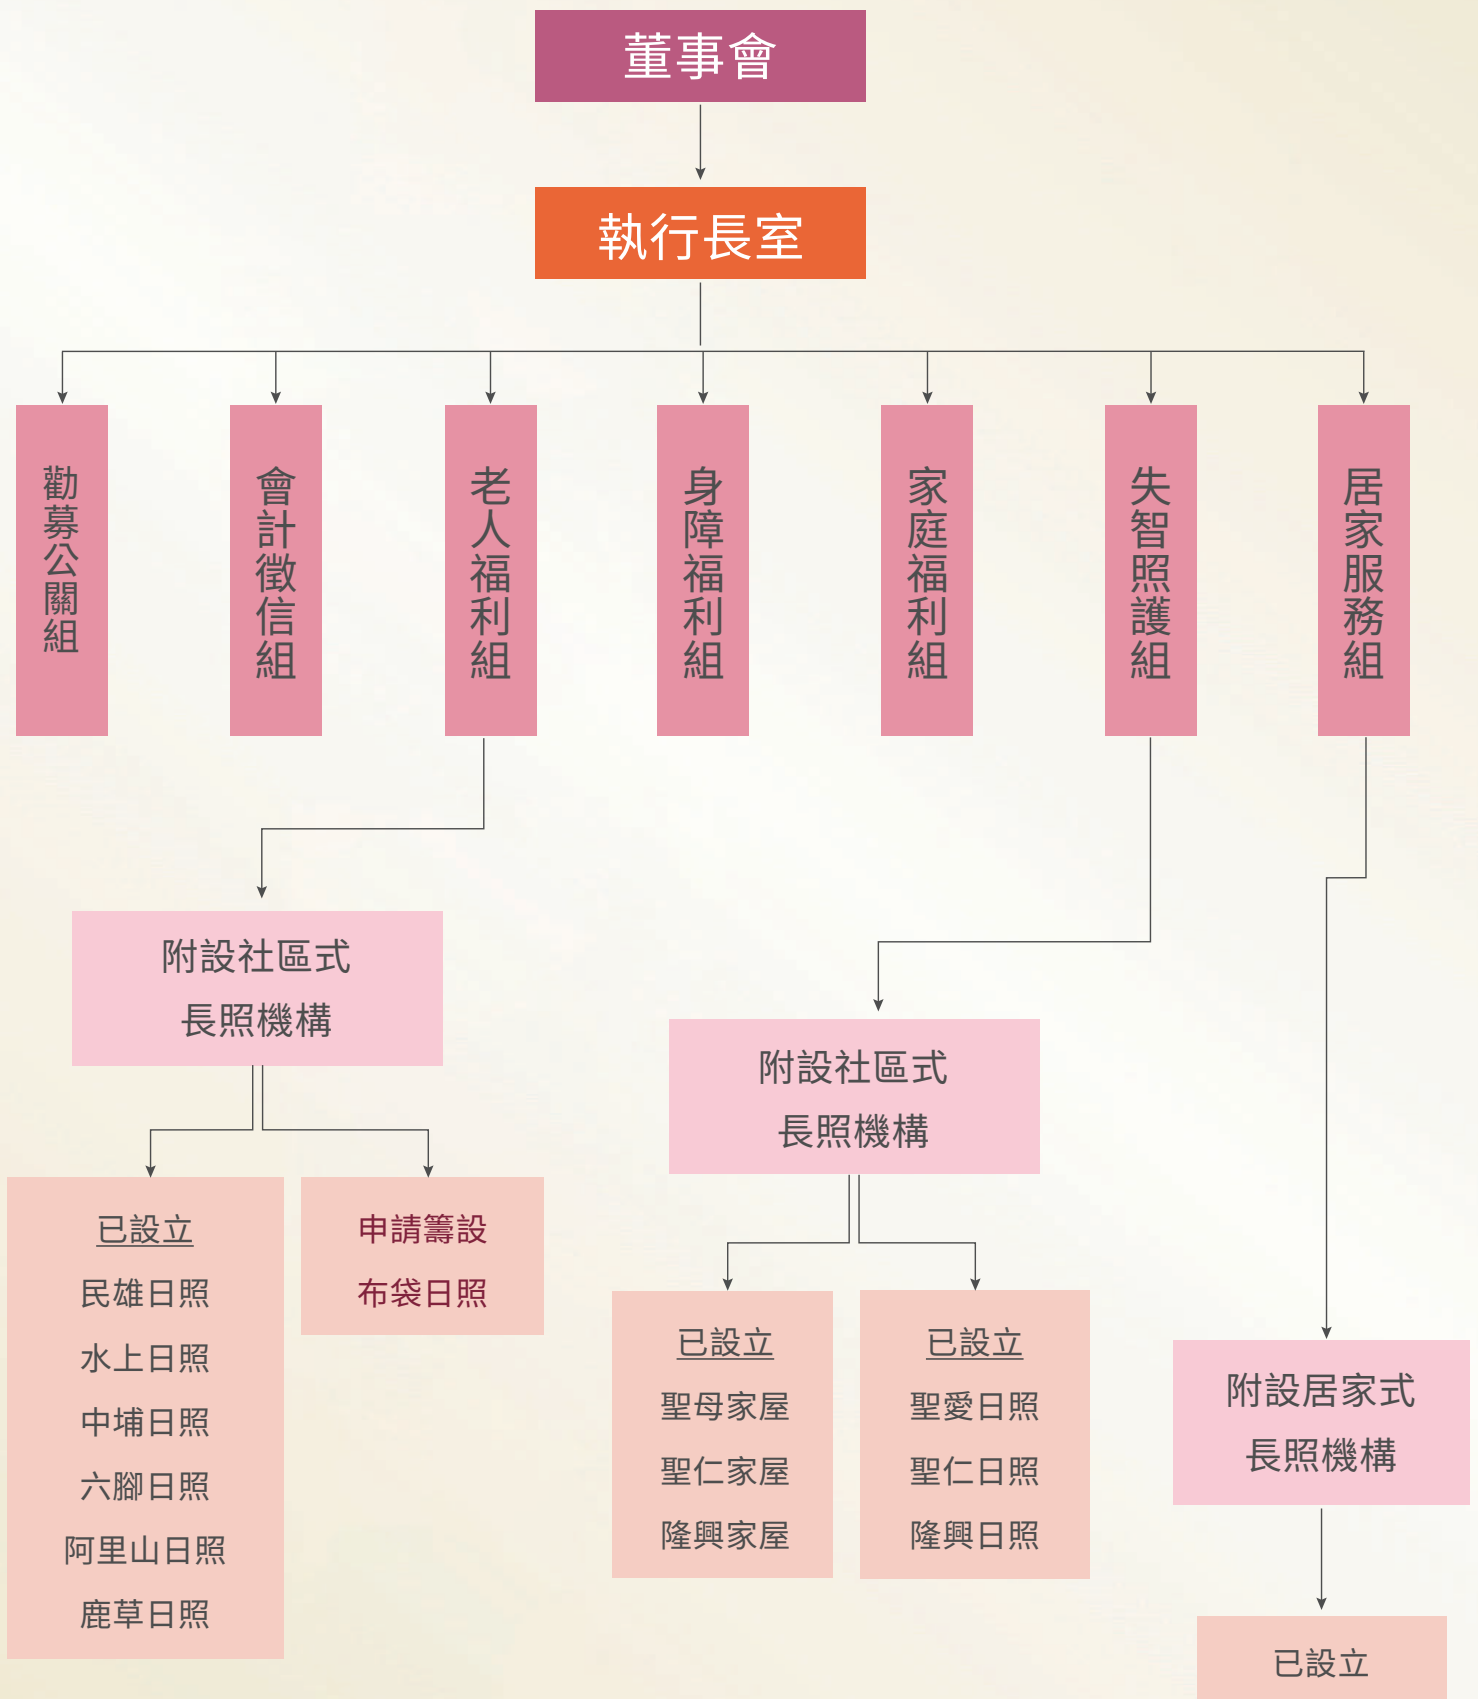 董事會
執行長室
勸募公關組
會計徵信組
老人福利組
身障福利組
家庭福利組
失智照護組
居家服務組
附設社區式
長照機構
已設立
民雄日照
水上日照
中埔日照
六腳日照
阿里山日照
鹿草日照
申請籌設
布袋日照
附設社區式
長照機構
已設立
聖母家屋
聖仁家屋
隆興家屋
已設立
聖愛日照
聖仁日照
隆興日照
附設居家式
長照機構
已設立